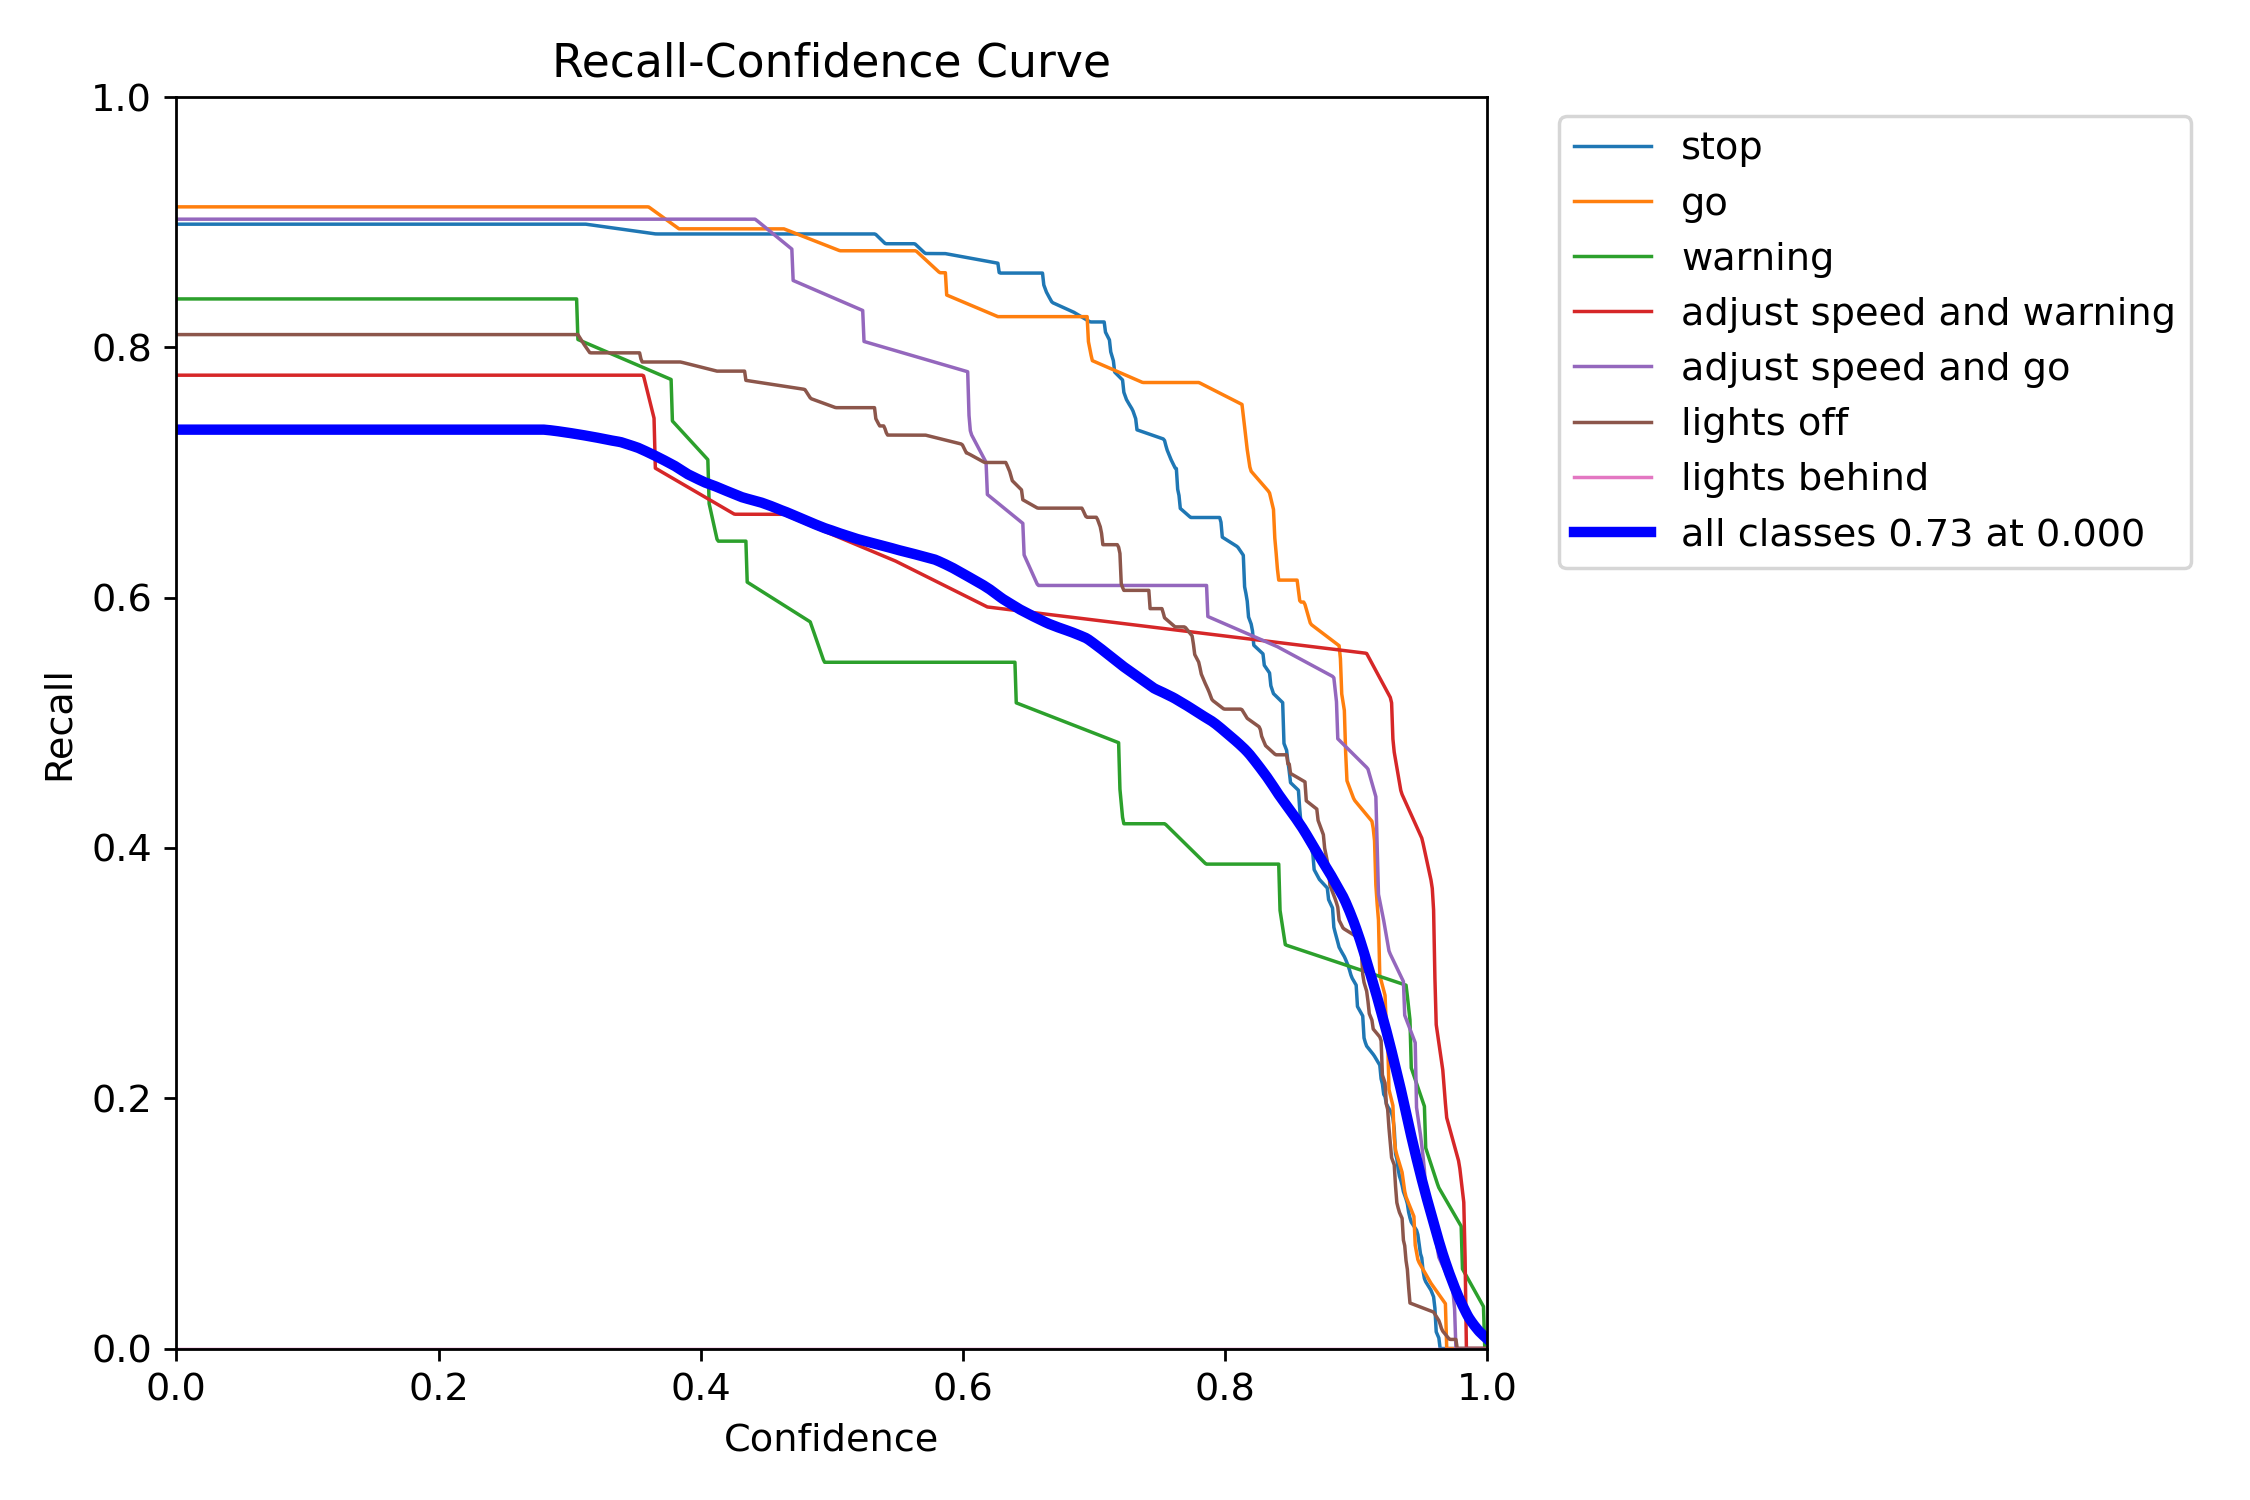 Recall-Confidence Curve
1.0
0.8
0.6
0.4
0.2
0.0
Recall
0.0 0.2 0.4 0.6 0.8 1.0
Confidence
stop
go
warning
adjust speed and warning
adjust speed and go
lights off
lights behind
all classes 0.73 at 0.000